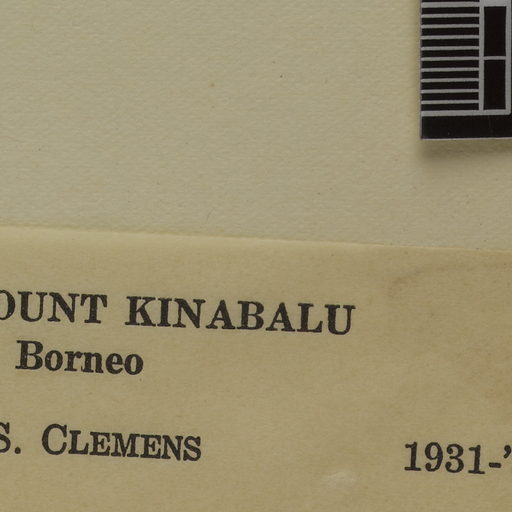 OUNT KINABALU
Borneo
S. CLEMENS 1931-'